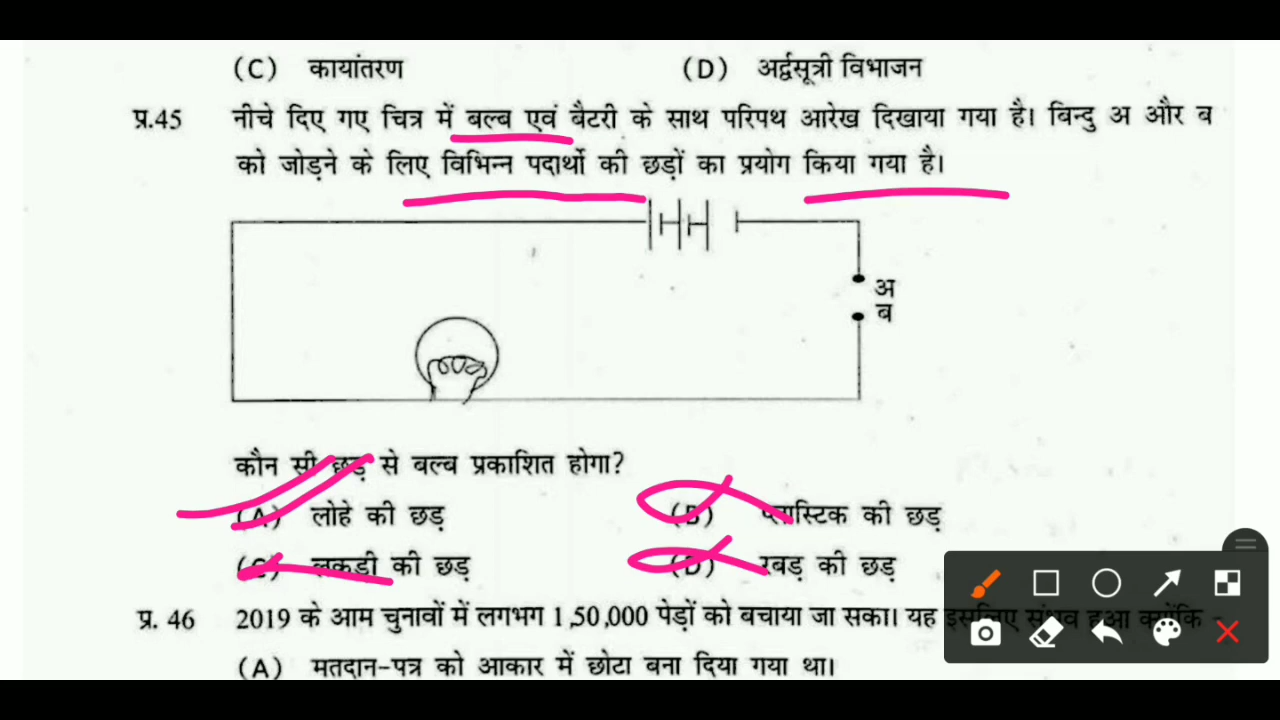 (C) कायांतरण (D) अर्द्वसूत्री विभाजन
प्र.45 नीचे दिए गए चित्र में बल्ब एवं बैटरी के साथ परिपथ आरेख दिखाया गया है। बिन्दु अ और ब
को जोड़ने के लिए विभिन्न पदार्थो की छड़ों का प्रयोग किया गया है।
अ
ब
कौन सी छड़ से बल्ब प्रकाशित होगा?
(A) लोहे की छड़ (B) प्लास्टिक की छड़
(C) लकडी की छड़ (D) रबड़ की छड़
प्र. 46 2019 के आम चुनावों में लगभग 1,50,000 पेड़ों को बचाया जा सका। यह इसलिए संभव हुआ क्योंकि -
(A) मतदान-पत्र को आकार में छोटा बना दिया गया था।